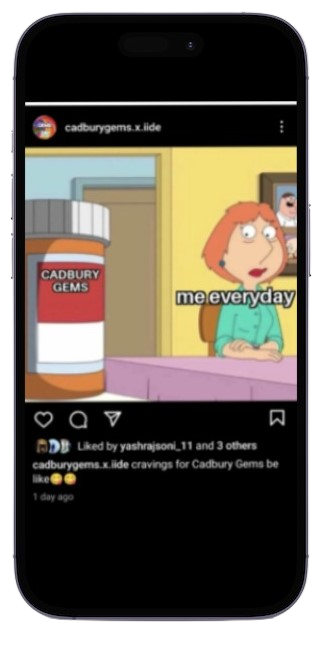 cadburygems.x.iide
CADBURY
GEMS
me everyday
Liked by yashrajsoni_11 and 3 others
cadburygems.x.iide cravings for Cadbury Gems be
like😋😋
1 day ago